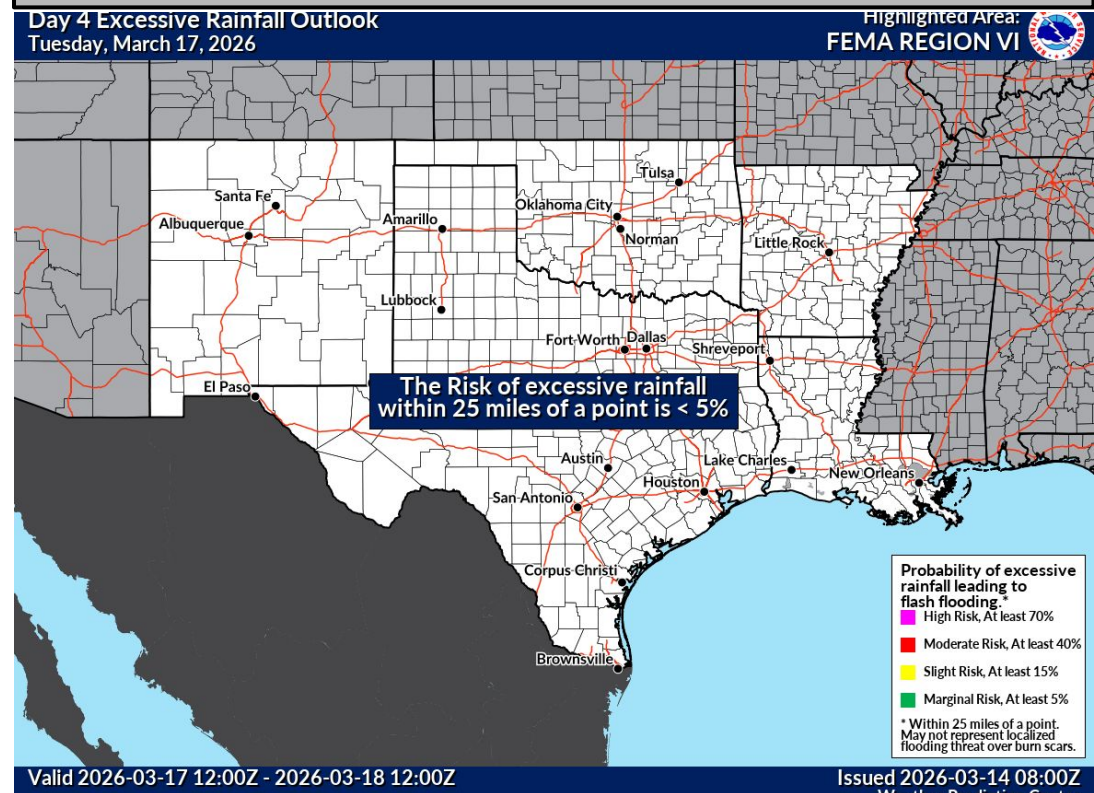 Day 4 Excessive Rainfall Outlook
Tuesday, March 17, 2026
Highlighted Area:
FEMA REGION VI
Santa Fe
Albuquerque
Amarillo
Tulsa
Oklahoma City
Norman
Little Rock
Lubbock
Fort Worth
Dallas
Shreveport
El Paso
The Risk of excessive rainfall
within 25 miles of a point is < 5%
Austin
Lake Charles
New Orleans
Houston
San Antonio
Corpus Christi
Brownsville
Probability of excessive
rainfall leading to
flash flooding.*
High Risk, At least 70%
Moderate Risk, At least 40%
Slight Risk, At least 15%
Marginal Risk, At least 5%
* Within 25 miles of a point.
May not represent localized
flooding threat over burn scars.
Valid 2026-03-17 12:00Z - 2026-03-18 12:00Z
Issued 2026-03-14 08:00Z
Weather Prediction Center